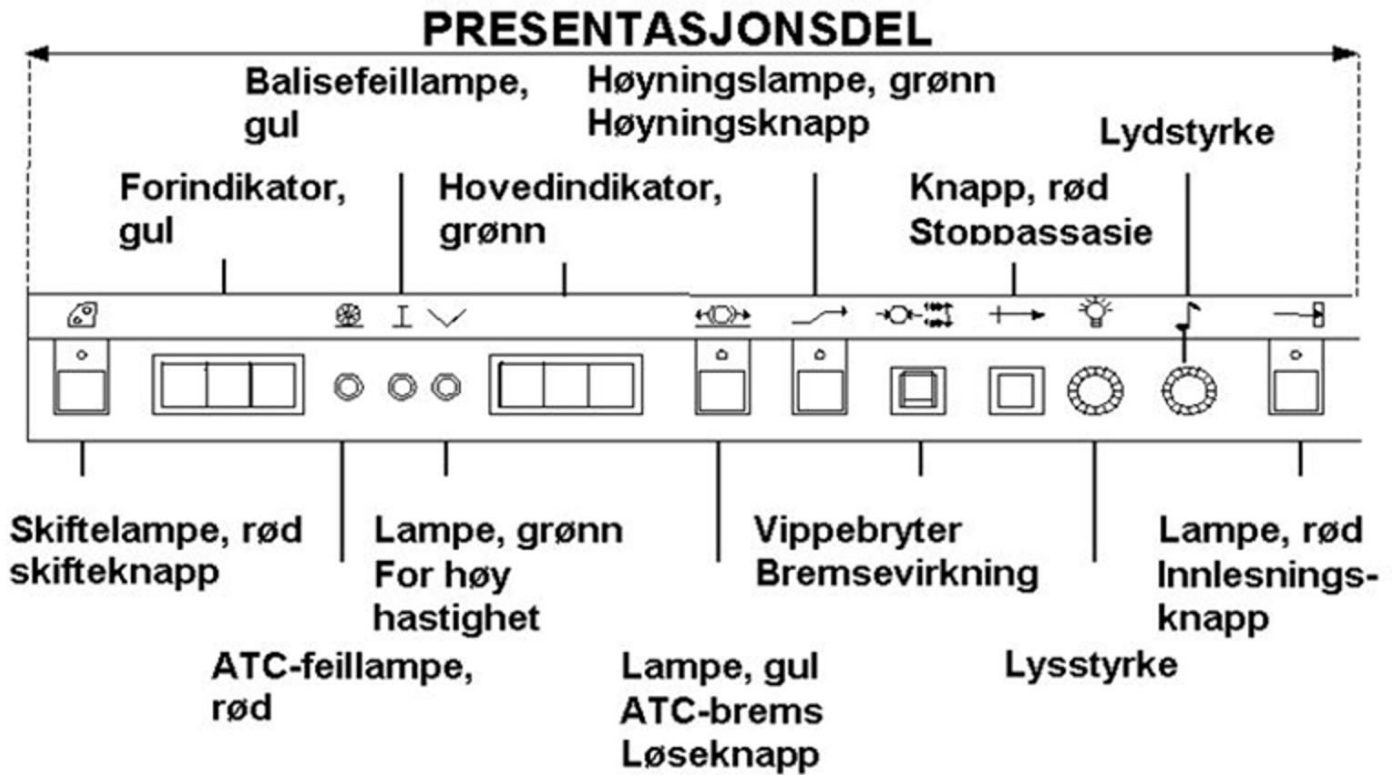 PRESENTASJONSDEL
Balisefeillampe,
gul
Høyningslampe, grønn
Høyningsknapp
Lydstyrke
Forindikator,
gul
Hovedindikator,
grønn
Knapp, rød
Stoppassasje
Skiftelampe, rød
skifteknapp
Lampe, grønn
For høy
hastighet
Vippebryter
Bremsevirkning
Lampe, rød
Innlesnings-
knapp
ATC-feillampe,
rød
Lampe, gul
ATC-brems
Løseknapp
Lysstyrke